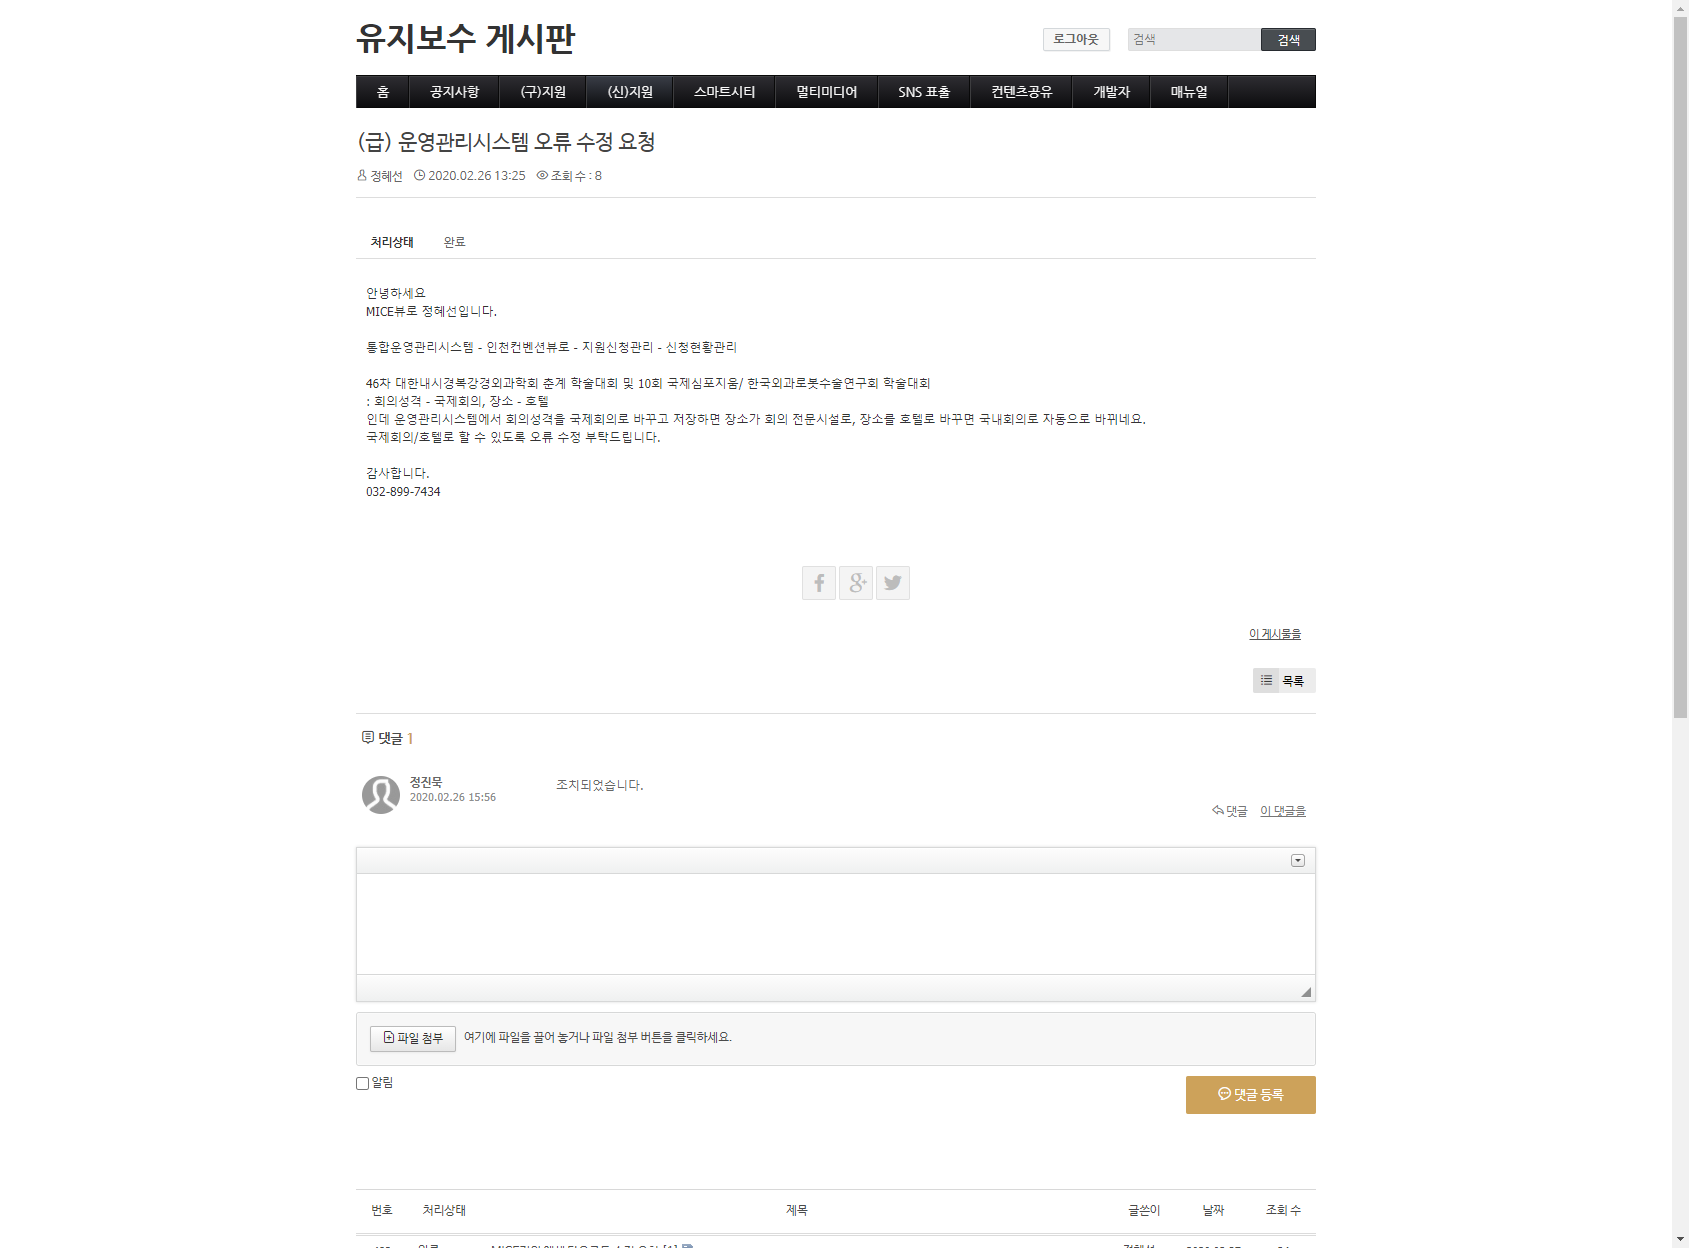 유지보수 게시판
로그아웃 검색 검색
홈 공지사항 (구)지원 (신)지원 스마트시티 멀티미디어 SNS 표출 컨텐츠공유 개발자 매뉴얼
(급) 운영관리시스템 오류 수정 요청
정혜선 2020.02.26 13:25 조회 수 : 8
처리상태 완료
안녕하세요
MICE뷰로 정혜선입니다.
통합운영관리시스템 - 인천컨벤션뷰로 - 지원신청관리 - 신청현황관리
46차 대한내시경복강경외과학회 춘계 학술대회 및 10회 국제심포지움/ 한국외과로봇수술연구회 학술대회
: 회의성격 - 국제회의, 장소 - 호텔
인데 운영관리시스템에서 회의성격을 국제회의로 바꾸고 저장하면 장소가 회의 전문시설로, 장소를 호텔로 바꾸면 국내회의로 자동으로 바뀌네요.
국제회의/호텔로 할 수 있도록 오류 수정 부탁드립니다.
감사합니다.
032-899-7434
이 게시물을
목록
댓글 1
정진묵 조치되었습니다.
2020.02.26 15:56
댓글 이 댓글을
파일 첨부 여기에 파일을 끌어 놓거나 파일 첨부 버튼을 클릭하세요.
알림
댓글 등록
번호 처리상태 제목 글쓴이 날짜 조회 수